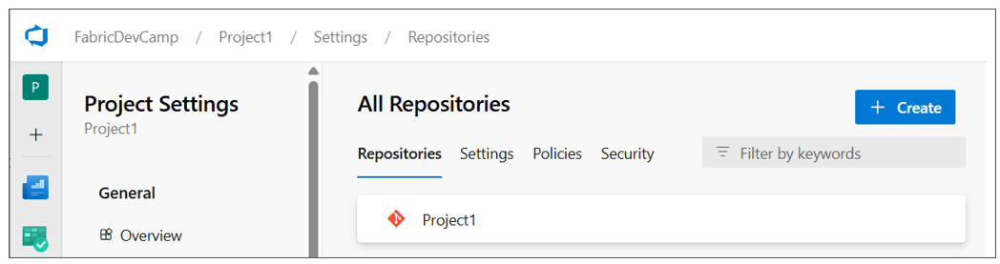 FabricDevCamp / Project1 / Settings / Repositories
P
Project Settings
Project1
General
Overview
All Repositories
+ Create
Repositories Settings Policies Security
Filter by keywords
Project1